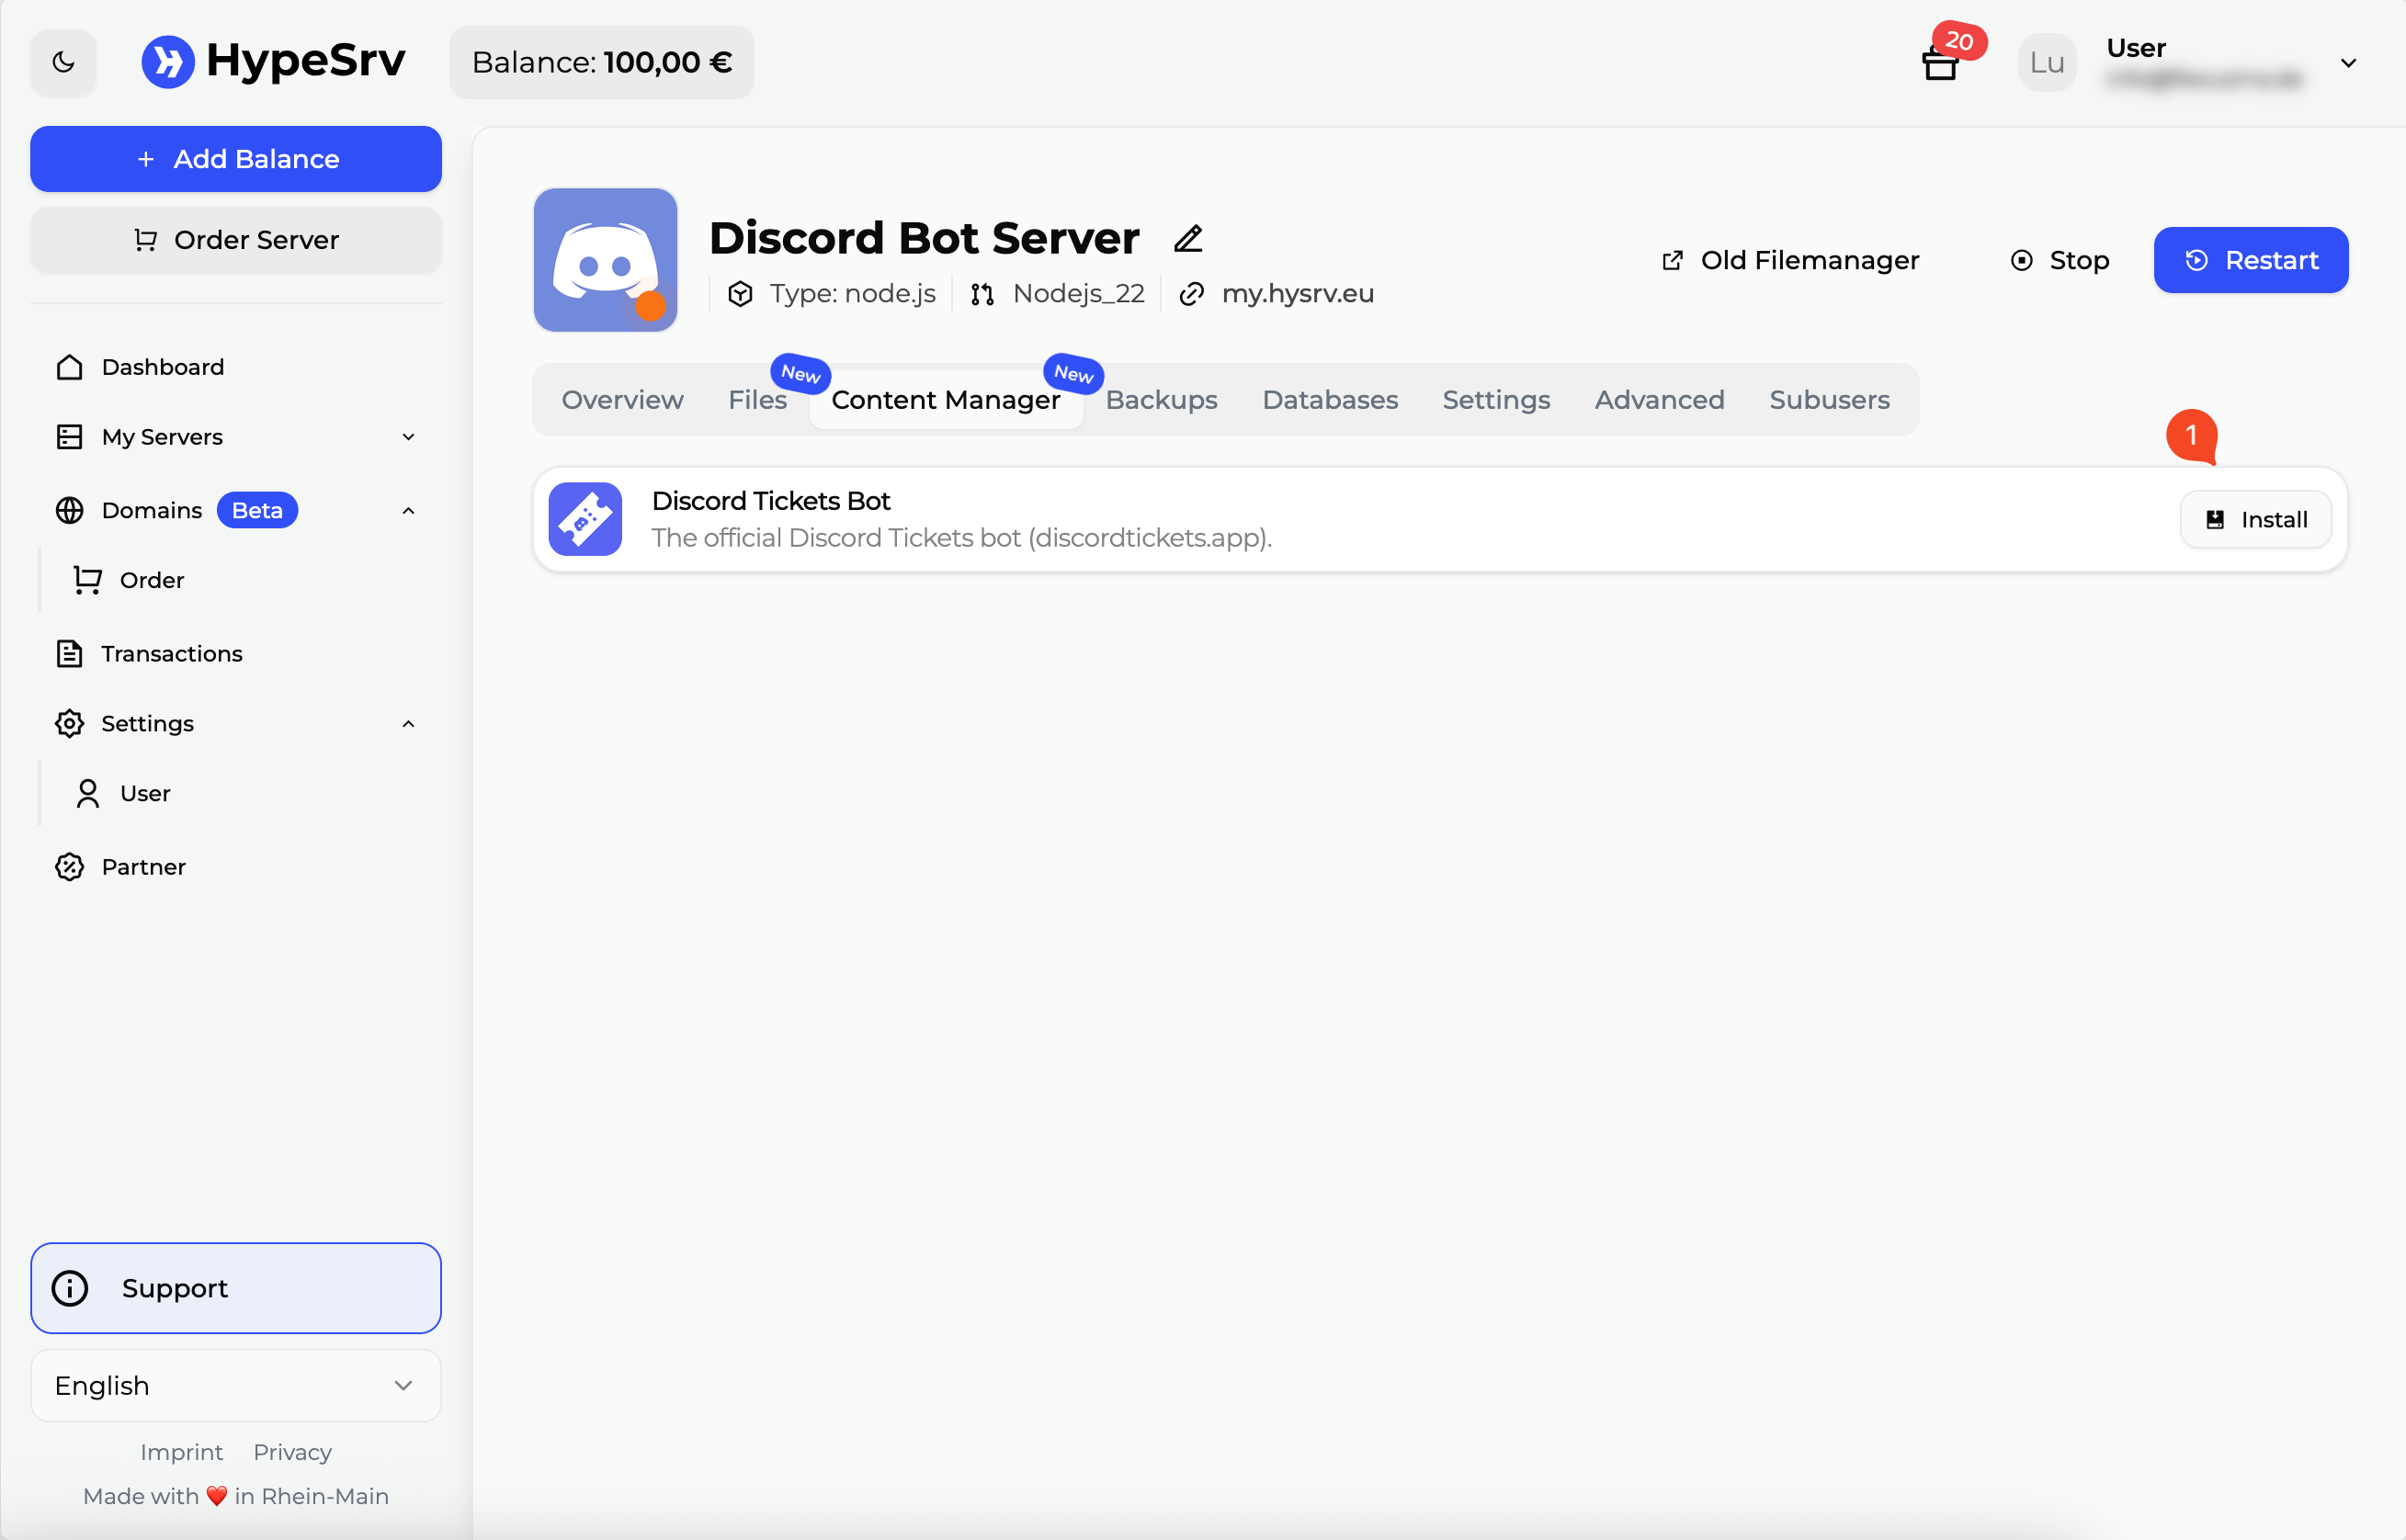 HypeSrv
Balance: 100,00 €
20
Lu
User
Add Balance
Order Server
Dashboard
My Servers
Domains Beta
Order
Transactions
Settings
User
Partner
Support
English
Imprint Privacy
Made with ❤️ in Rhein-Main
Discord Bot Server
Type: node.js Nodejs_22 my.hysrv.eu
Old Filemanager Stop Restart
New New
Overview Files Content Manager Backups Databases Settings Advanced Subusers
1
Discord Tickets Bot
The official Discord Tickets bot (discordtickets.app).
Install